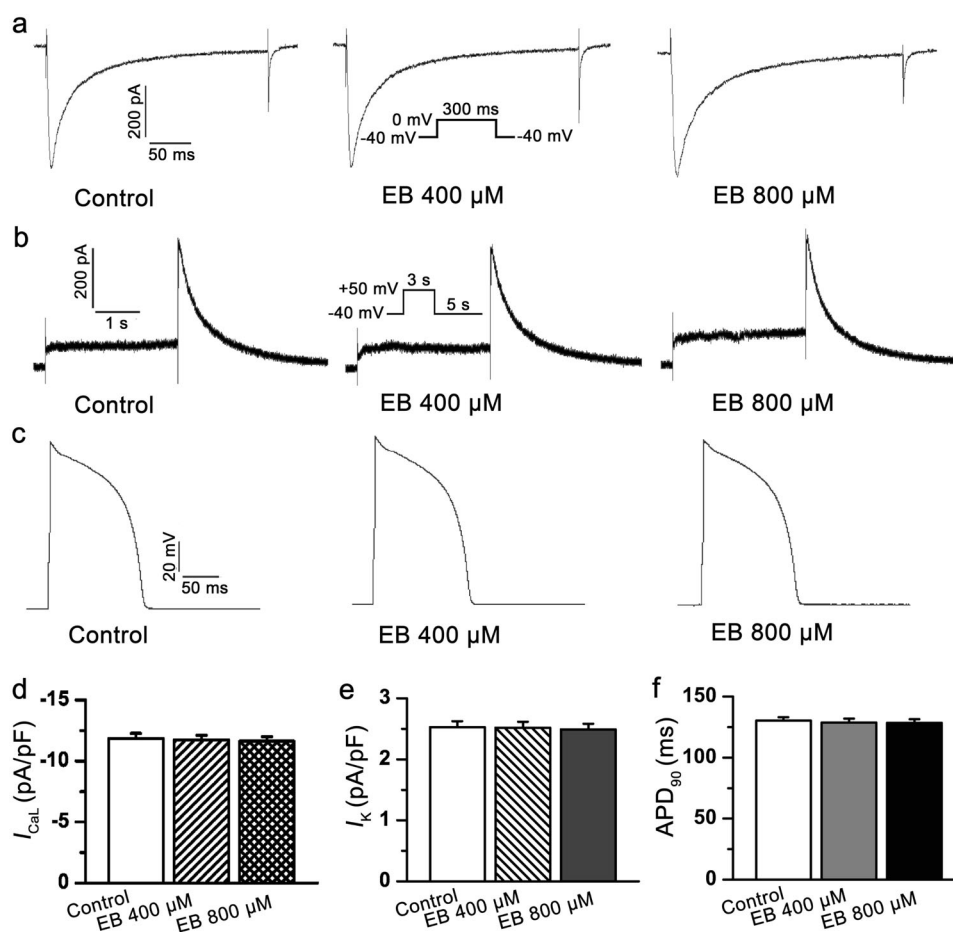 a
200 pA
50 ms
0 mV
300 ms
-40 mV
-40 mV
Control
EB 400 µM
EB 800 µM
b
200 pA
1 s
+50 mV
3 s
-40 mV
5 s
Control
EB 400 µM
EB 800 µM
c
20 mV
50 ms
Control
EB 400 µM
EB 800 µM
d
-15
-10
-5
0
I_CaL (pA/pF)
Control
EB 400 µM
EB 800 µM
e
3
2
1
0
I_K (pA/pF)
Control
EB 400 µM
EB 800 µM
f
150
100
50
0
APD90 (ms)
Control
EB 400 µM
EB 800 µM